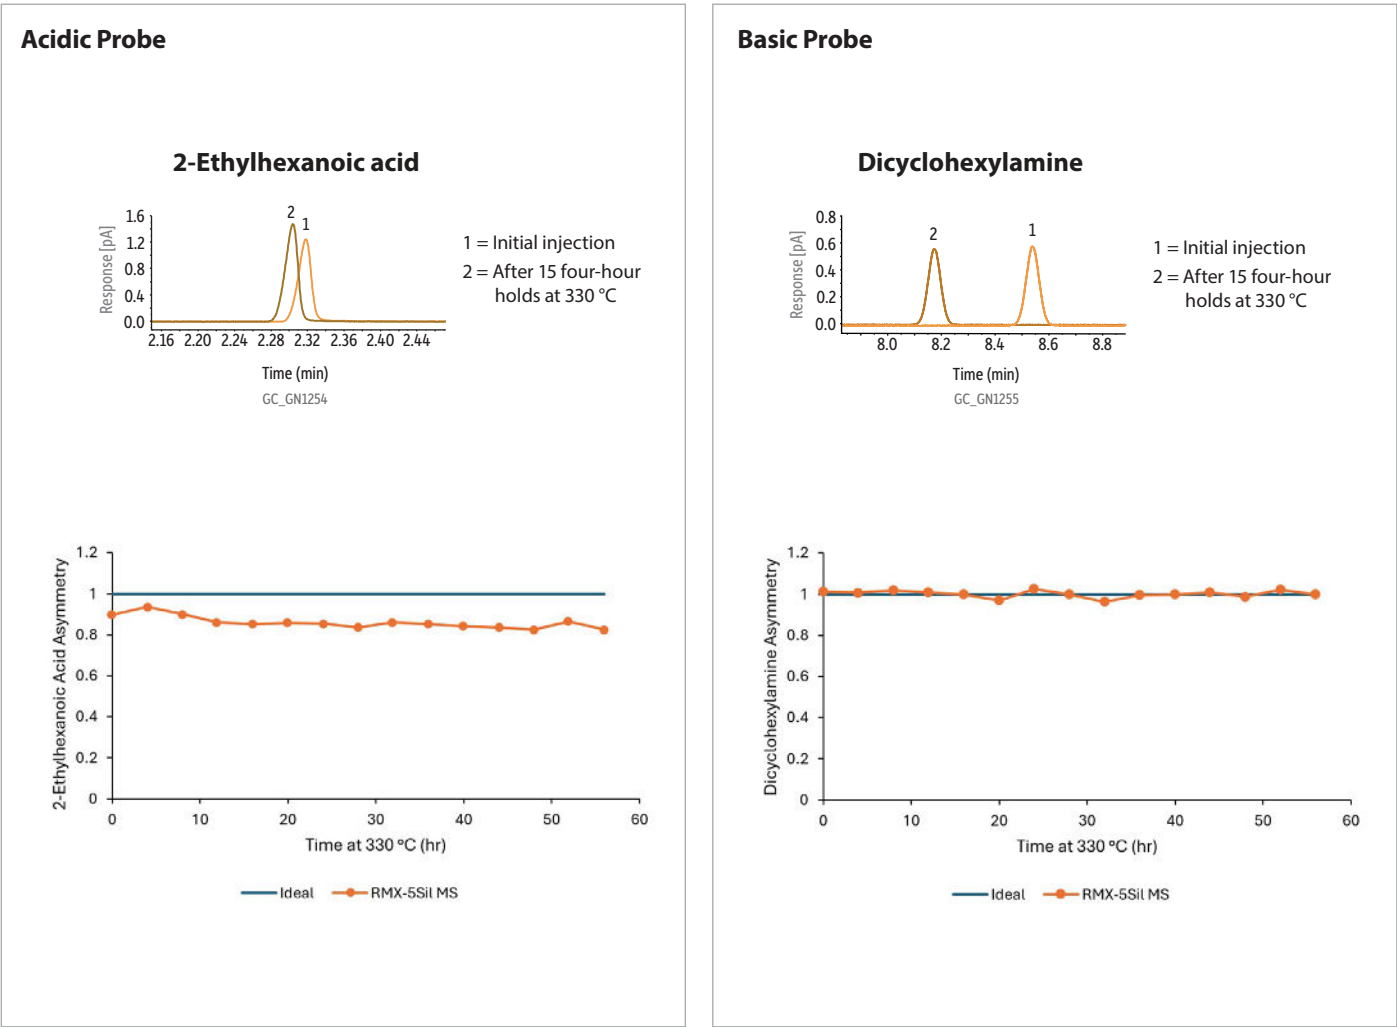 Acidic Probe
2-Ethylhexanoic acid
2
1
1.6
1.2
0.8
0.4
0.0
Response [pA]
2.16 2.20 2.24 2.28 2.32 2.36 2.40 2.44
Time (min)
GC_GN1254
1 = Initial injection
2 = After 15 four-hour
holds at 330 °C
1.2
1
0.8
0.6
0.4
0.2
0
2-Ethylhexanoic Acid Asymmetry
0 10 20 30 40 50 60
Time at 330 ºC (hr)
Ideal RMX-5Sil MS
Basic Probe
Dicyclohexylamine
2
1
0.8
0.6
0.4
0.2
0.0
Response [pA]
8.0 8.2 8.4 8.6 8.8
Time (min)
GC_GN1255
1 = Initial injection
2 = After 15 four-hour
holds at 330 °C
1.2
1
0.8
0.6
0.4
0.2
0
Dicyclohexylamine Asymmetry
0 10 20 30 40 50 60
Time at 330 ºC (hr)
Ideal RMX-5Sil MS